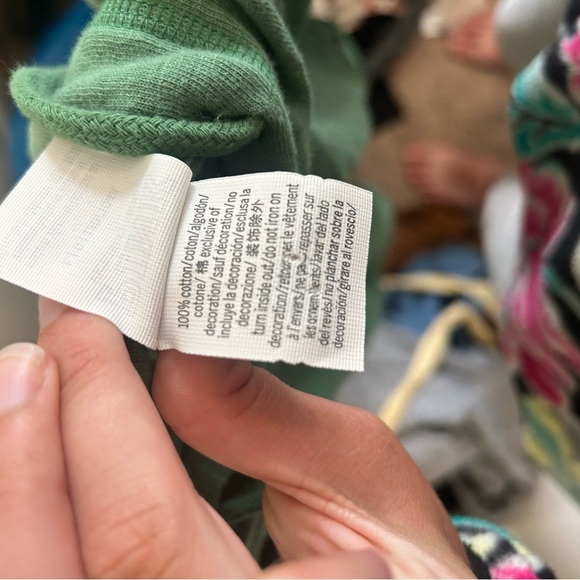 100% cotton/coton/algodón/
cotone/ 棉 exclusive of
decoration/sauf décoration/no
incluye la decoración/esclusa la
decorazione/ 装饰除外
turn inside out/ do not iron on
decoration/retourner le vêtement
à l'envers/ne pas repasser sur
les ornements/lavar del lado
del revés/no planchar sobre la
decoración/girare al rovescio/